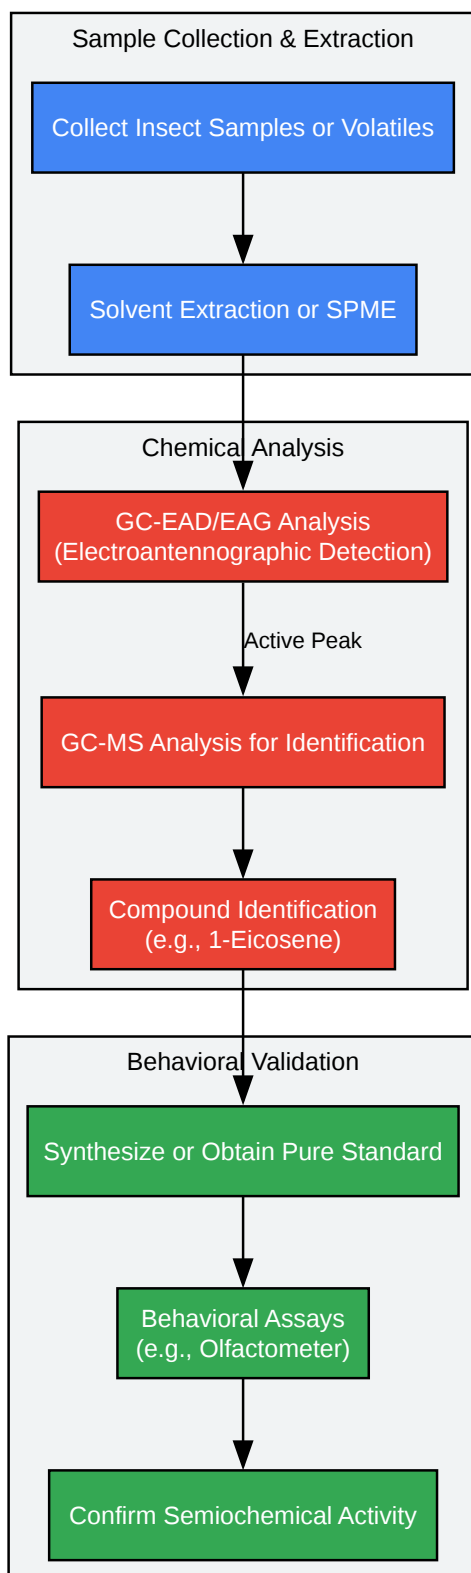 Sample Collection & Extraction
Collect Insect Samples or Volatiles
Solvent Extraction or SPME
Chemical Analysis
GC-EAD/EAG Analysis
(Electroantennographic Detection)
Active Peak
GC-MS Analysis for Identification
Compound Identification
(e.g., 1-Eicosene)
Behavioral Validation
Synthesize or Obtain Pure Standard
Behavioral Assays
(e.g., Olfactometer)
Confirm Semiochemical Activity